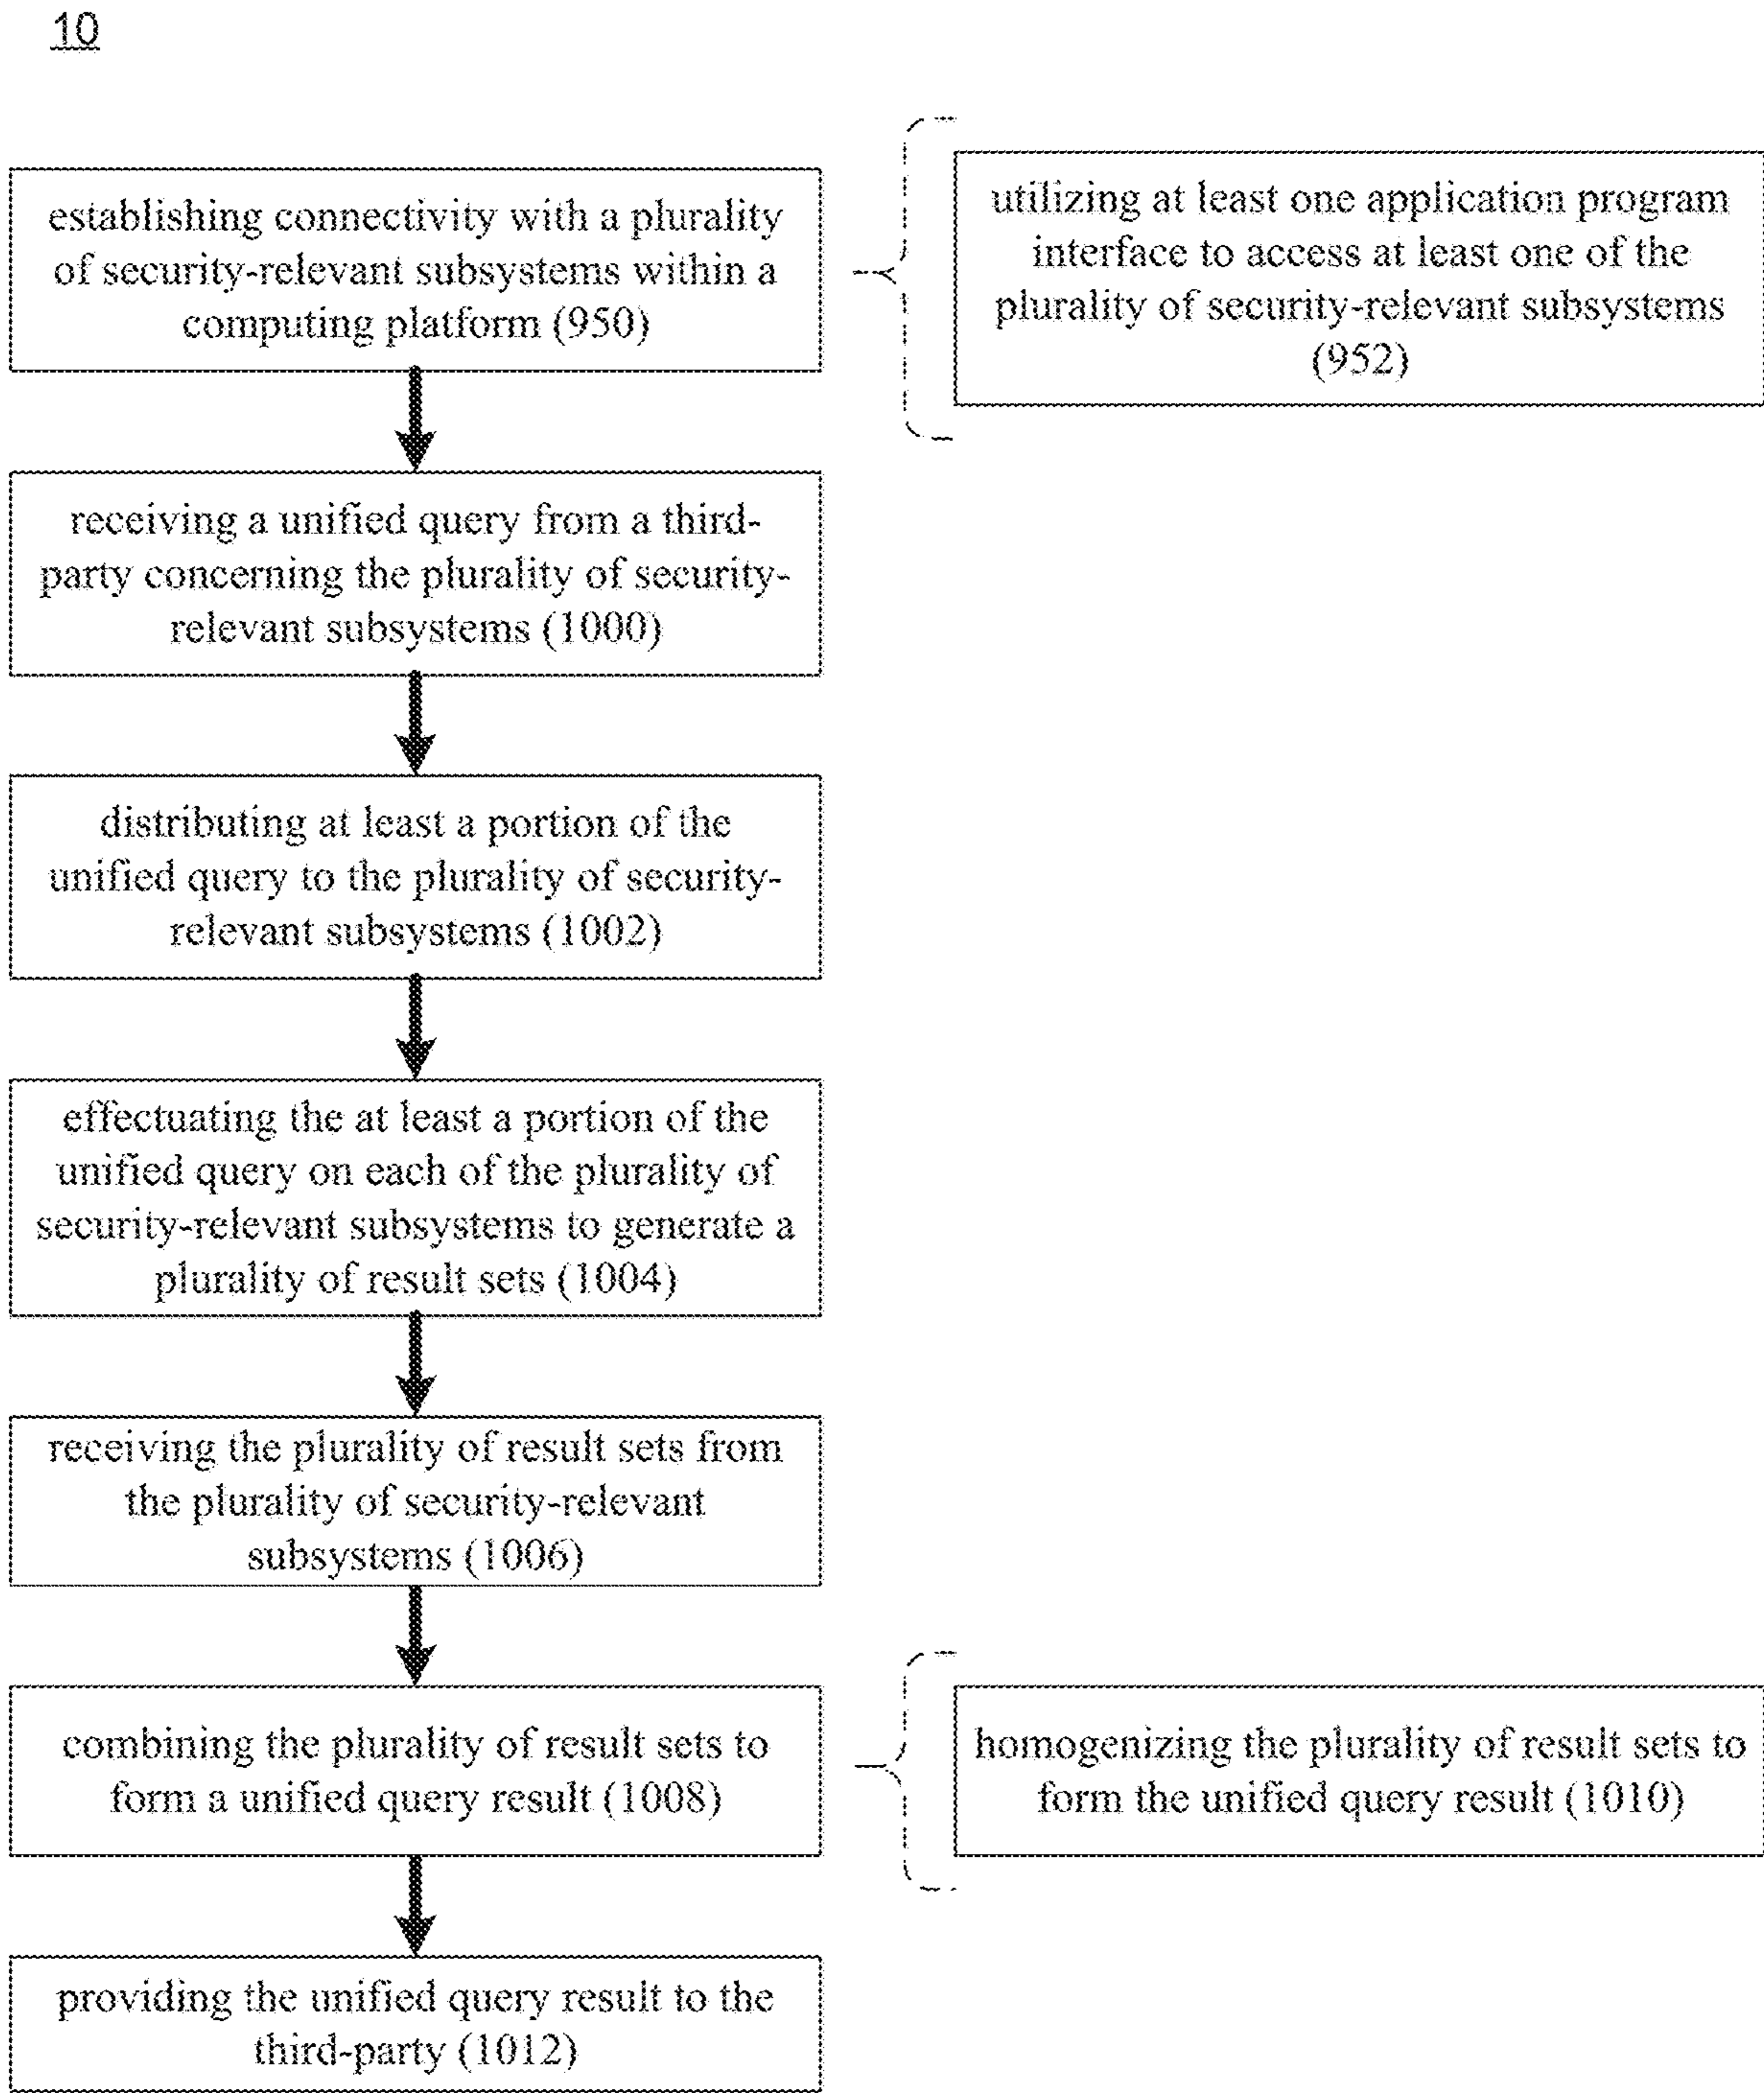 10
establishing connectivity with a plurality
of security-relevant subsystems within a
computing platform (950)
utilizing at least one application program
interface to access at least one of the
plurality of security-relevant subsystems
(952)
receiving a unified query from a third-
party concerning the plurality of security-
relevant subsystems (1000)
distributing at least a portion of the
unified query to the plurality of security-
relevant subsystems (1002)
effectuating the at least a portion of the
unified query on each of the plurality of
security-relevant subsystems to generate a
plurality of result sets (1004)
receiving the plurality of result sets from
the plurality of security-relevant
subsystems (1006)
combining the plurality of result sets to
form a unified query result (1008)
homogenizing the plurality of result sets to
form the unified query result (1010)
providing the unified query result to the
third-party (1012)